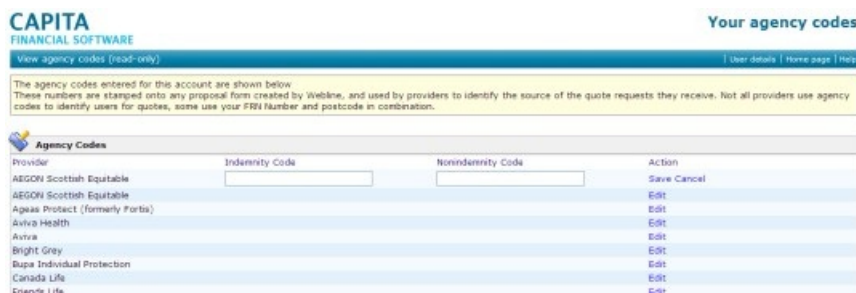 CAPITA
FINANCIAL SOFTWARE
Your agency codes
View agency codes (read-only)
| User details | Home page | Help
The agency codes entered for this account are shown below
These numbers are stamped onto any proposal form created by Webline, and used by providers to identify the source of the quote requests they receive. Not all providers use agency
codes to identify users for quotes, some use your FRN Number and postcode in combination.
Agency Codes
Provider Indemnity Code Nonindemnity Code Action
AEGON Scottish Equitable Save Cancel
AEGON Scottish Equitable Edit
Ageas Protect (formerly Fortis) Edit
Aviva Health Edit
Aviva Edit
Bright Grey Edit
Bupa Individual Protection Edit
Canada Life Edit
Friends Life Edit